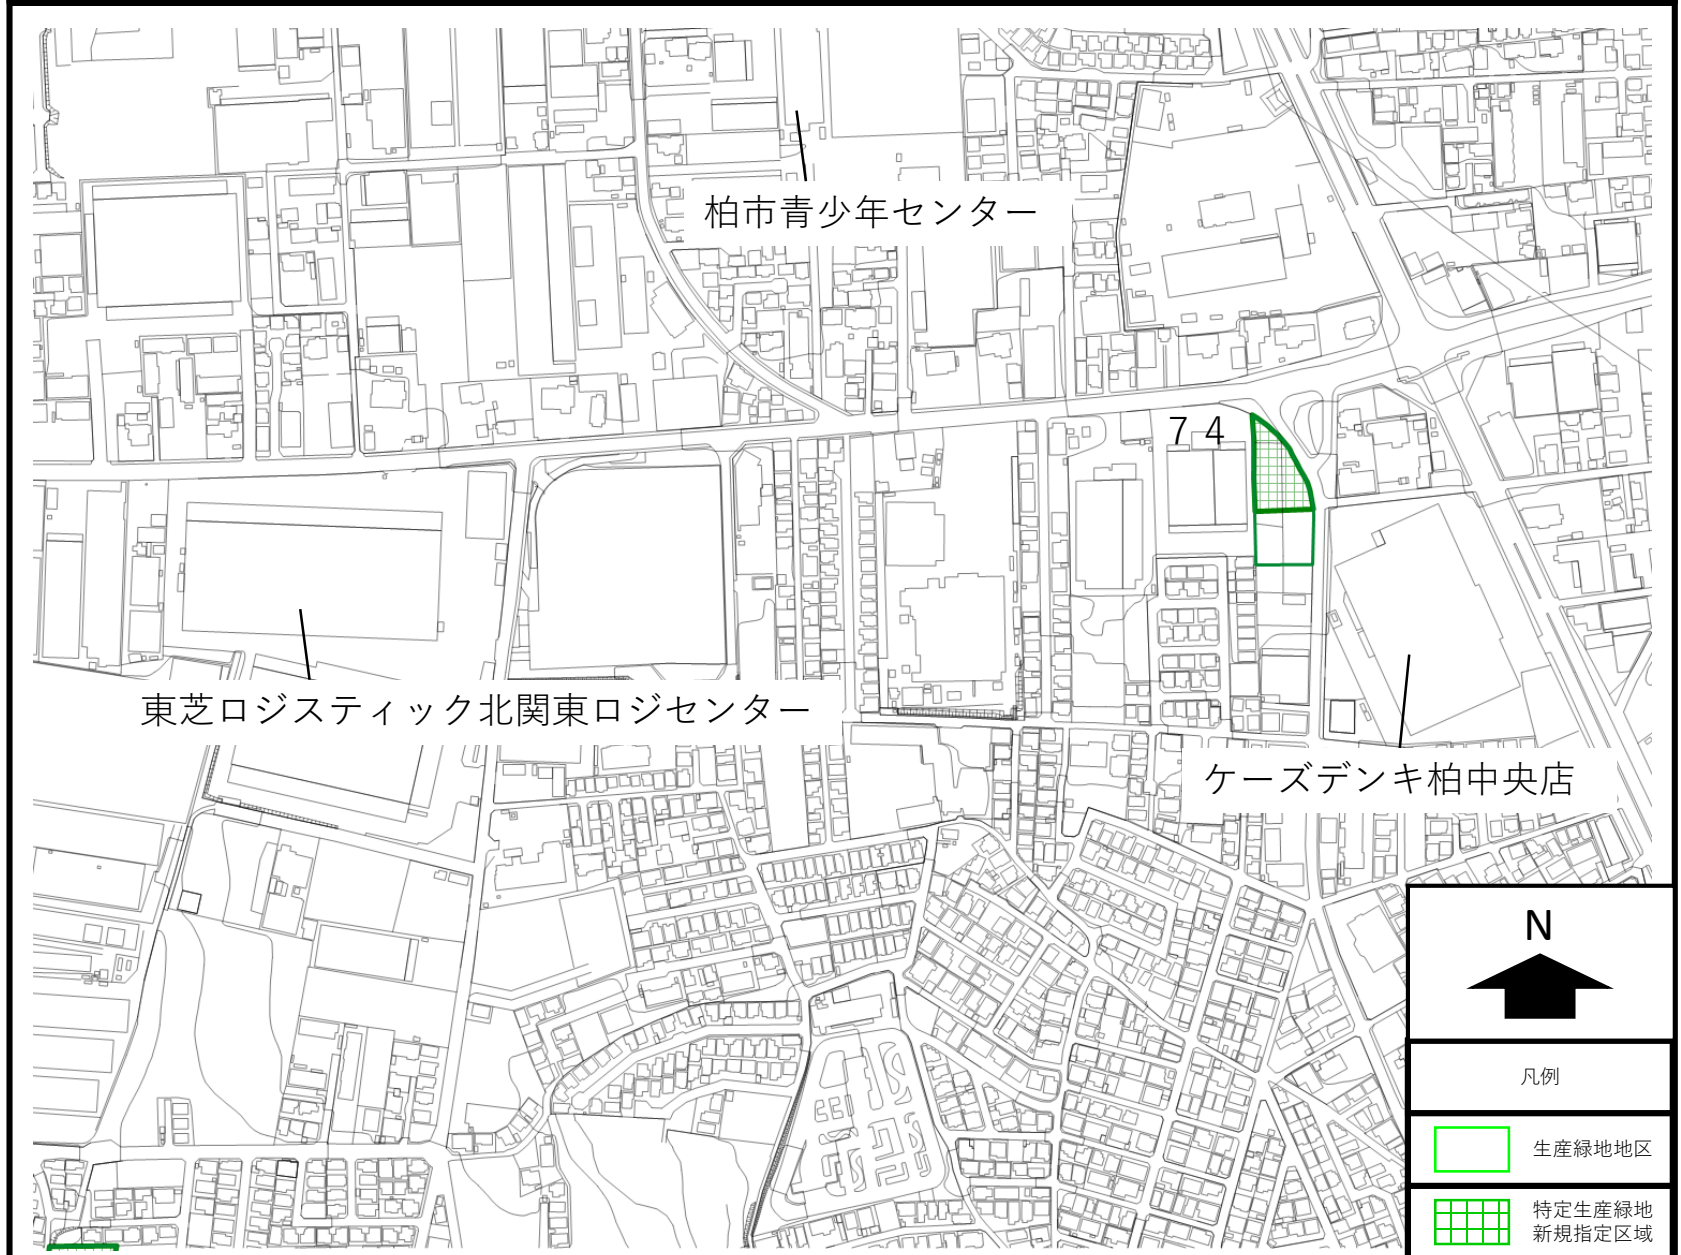 柏市青少年センター
７４
東芝ロジスティック北関東ロジセンター
ケーズデンキ柏中央店
N
凡例
生産緑地地区
特定生産緑地
新規指定区域